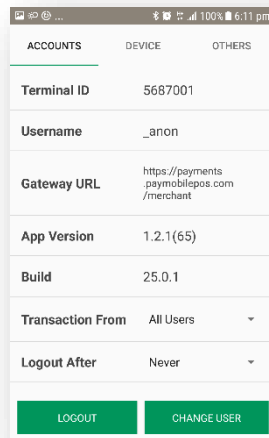 ... 100% 6:11 pm
ACCOUNTS DEVICE OTHERS
Terminal ID 5687001
Username _anon
Gateway URL https://payments
.paymobilepos.com
/merchant
App Version 1.2.1(65)
Build 25.0.1
Transaction From All Users
Logout After Never
LOGOUT CHANGE USER